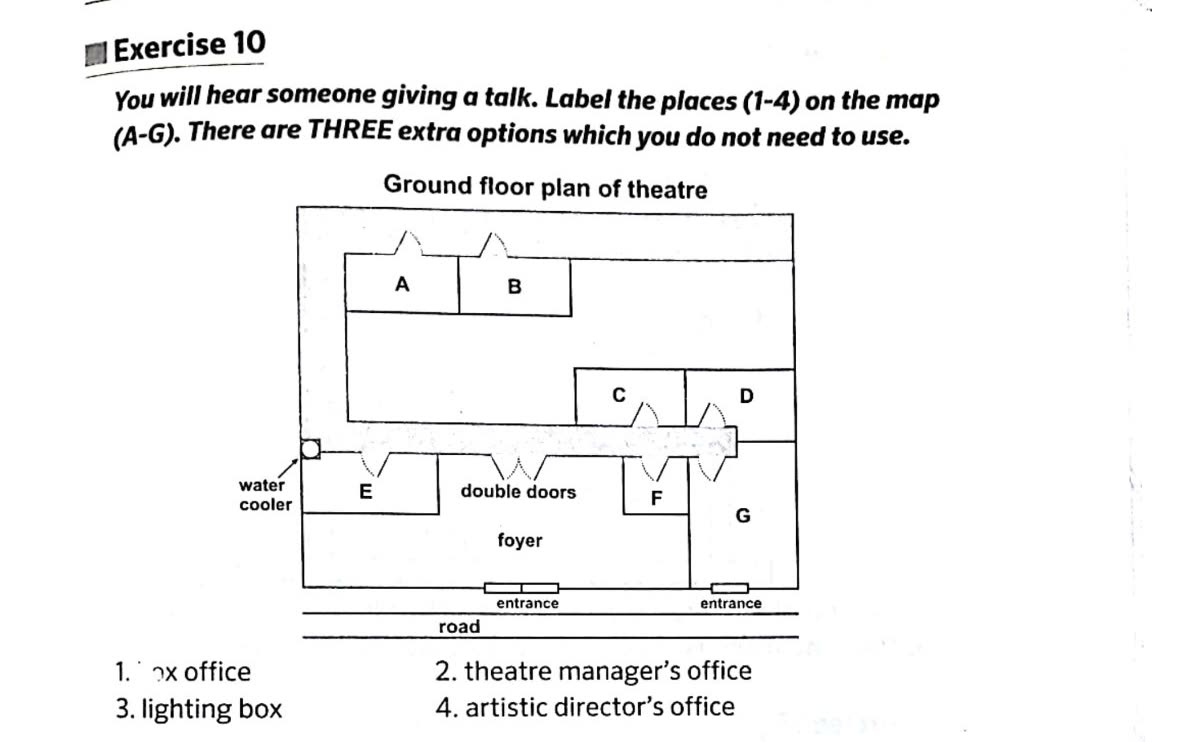 Exercise 10
You will hear someone giving a talk. Label the places (1-4) on the map
(A-G). There are THREE extra options which you do not need to use.
Ground floor plan of theatre
A
B
C
D
water
cooler
E
double doors
F
G
foyer
entrance
entrance
road
1. ox office
2. theatre manager's office
3. lighting box
4. artistic director's office